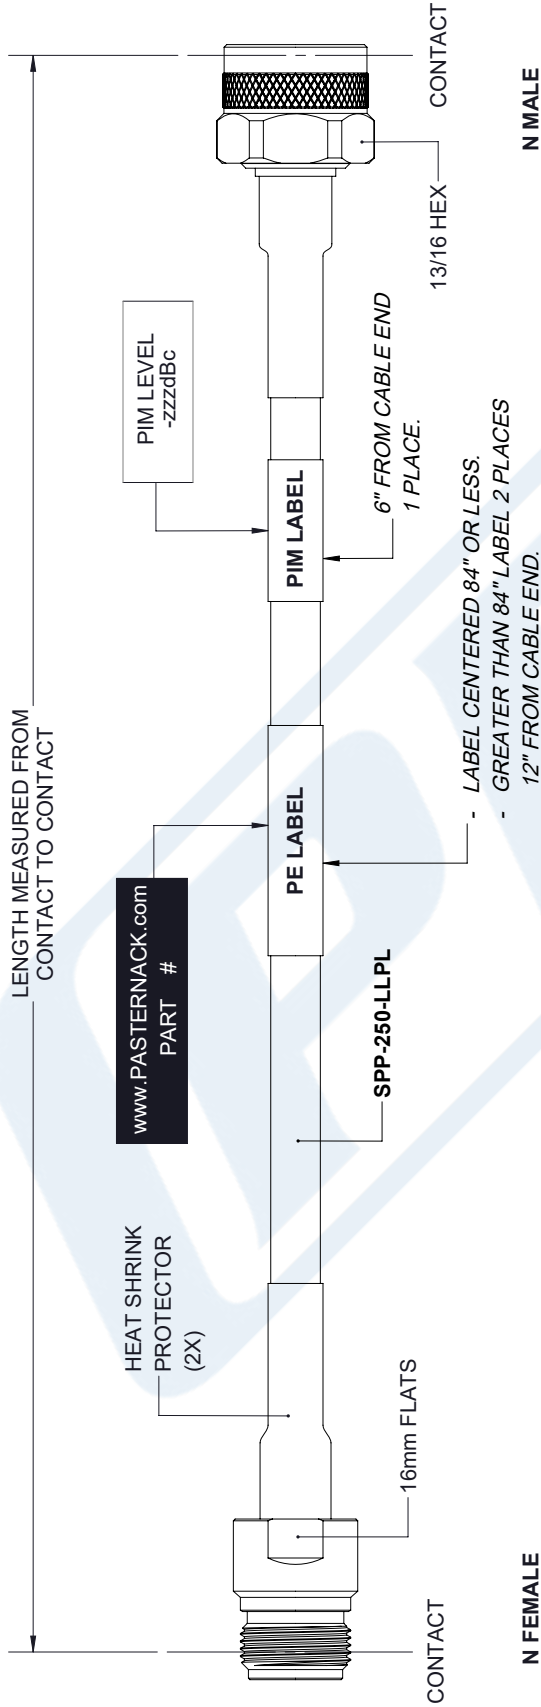 LENGTH MEASURED FROM
CONTACT TO CONTACT
www.PASTERNACK.com
PART #
PIM LEVEL
-zzzdBc
HEAT SHRINK
PROTECTOR
(2X)
PE LABEL
PIM LABEL
16mm FLATS
SPP-250-LLPL
6" FROM CABLE END
1 PLACE.
13/16 HEX
- LABEL CENTERED 84" OR LESS.
- GREATER THAN 84" LABEL 2 PLACES
12" FROM CABLE END.
CONTACT
CONTACT
N FEMALE
N MALE